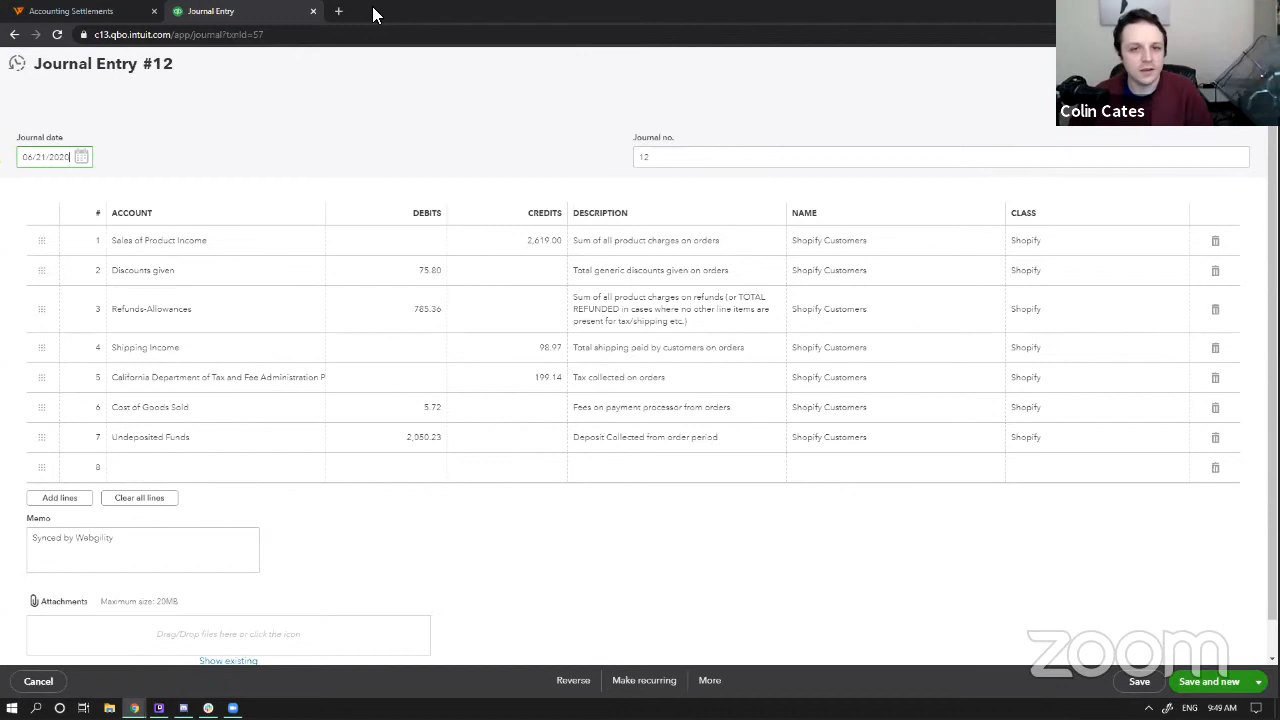 Accounting Settlements
Journal Entry
c13.qbo.intuit.com/app/journal?txnId=57
Journal Entry #12
Colin Cates
Journal date
Journal no.
06/21/2020
12
# ACCOUNT DEBITS CREDITS DESCRIPTION NAME CLASS
1 Sales of Product Income 2,619.00 Sum of all product charges on orders Shopify Customers Shopify
2 Discounts given 75.80 Total generic discounts given on orders Shopify Customers Shopify
Sum of all product charges on refunds (or TOTAL
3 Refunds-Allowances 785.36 REFUNDED in cases where no other line items are Shopify Customers Shopify
present for tax/shipping etc.)
4 Shipping Income 98.97 Total shipping paid by customers on orders Shopify Customers Shopify
5 California Department of Tax and Fee Administration P 199.14 Tax collected on orders Shopify Customers Shopify
6 Cost of Goods Sold 5.72 Fees on payment processor from orders Shopify Customers Shopify
7 Undeposited Funds 2,050.23 Deposit Collected from order period Shopify Customers Shopify
8
Add lines Clear all lines
Memo
Synced by Webgility
Attachments Maximum size: 20MB
Drag/Drop files here or click the icon
Show existing
zoom
Cancel Reverse Make recurring More Save Save and new
ENG 9:49 AM